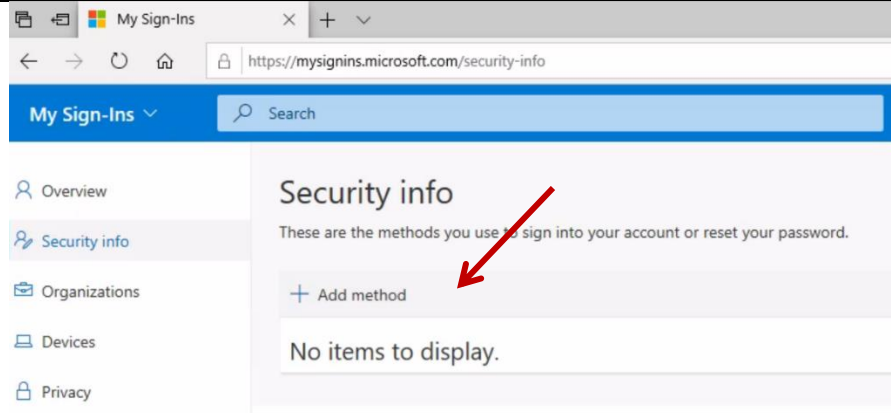 My Sign-Ins
https://mysignins.microsoft.com/security-info
My Sign-Ins
Search
Overview
Security info
Organizations
Devices
Privacy
Security info
These are the methods you use to sign into your account or reset your password.
Add method
No items to display.